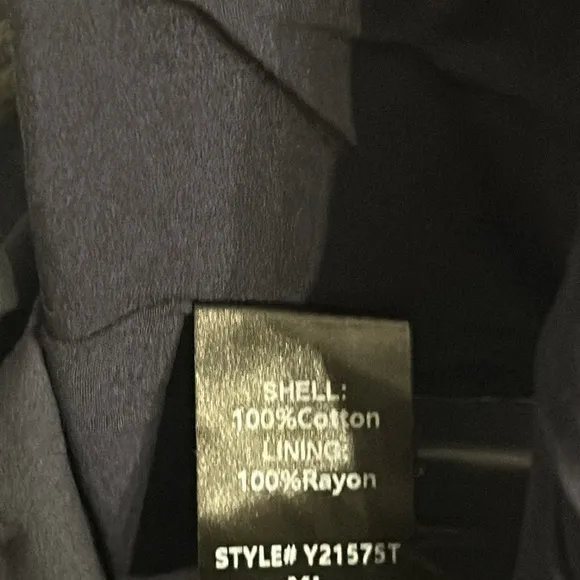 SHELL:
100%Cotton
LINING:
100%Rayon
STYLE# Y21575T